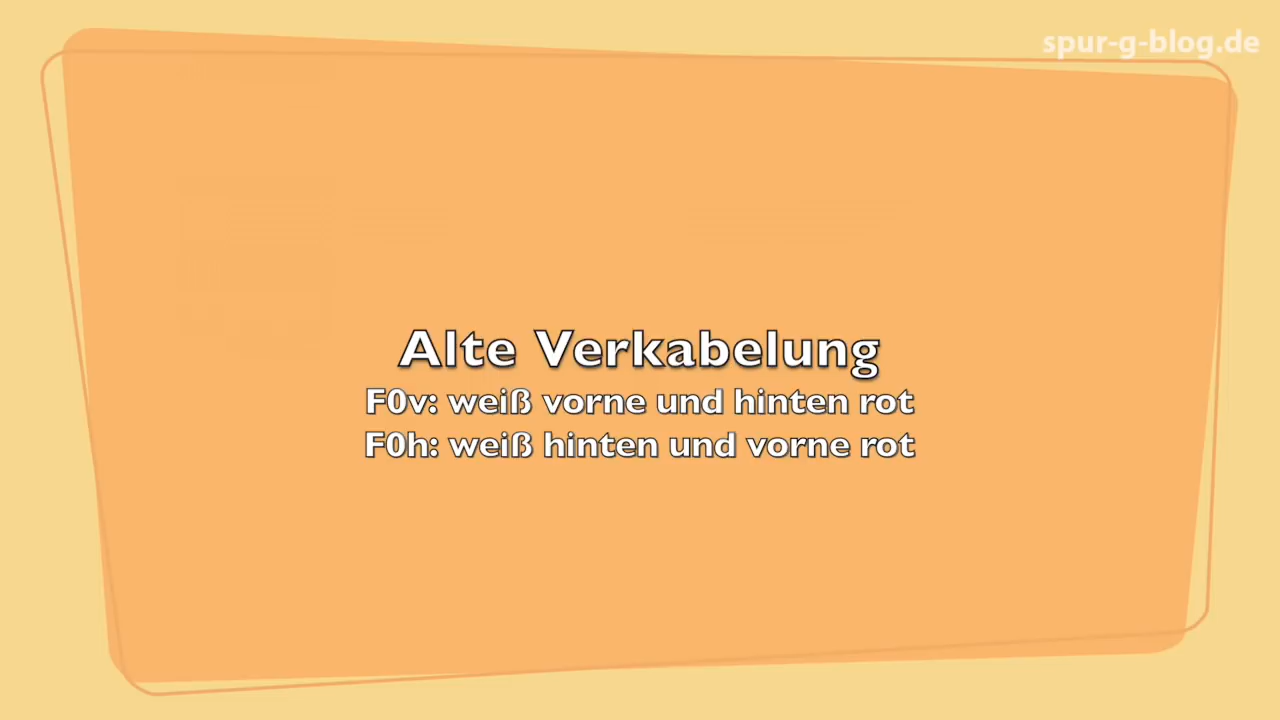 spur-g-blog.de
Alte Verkabelung
F0v: weiß vorne und hinten rot
F0h: weiß hinten und vorne rot